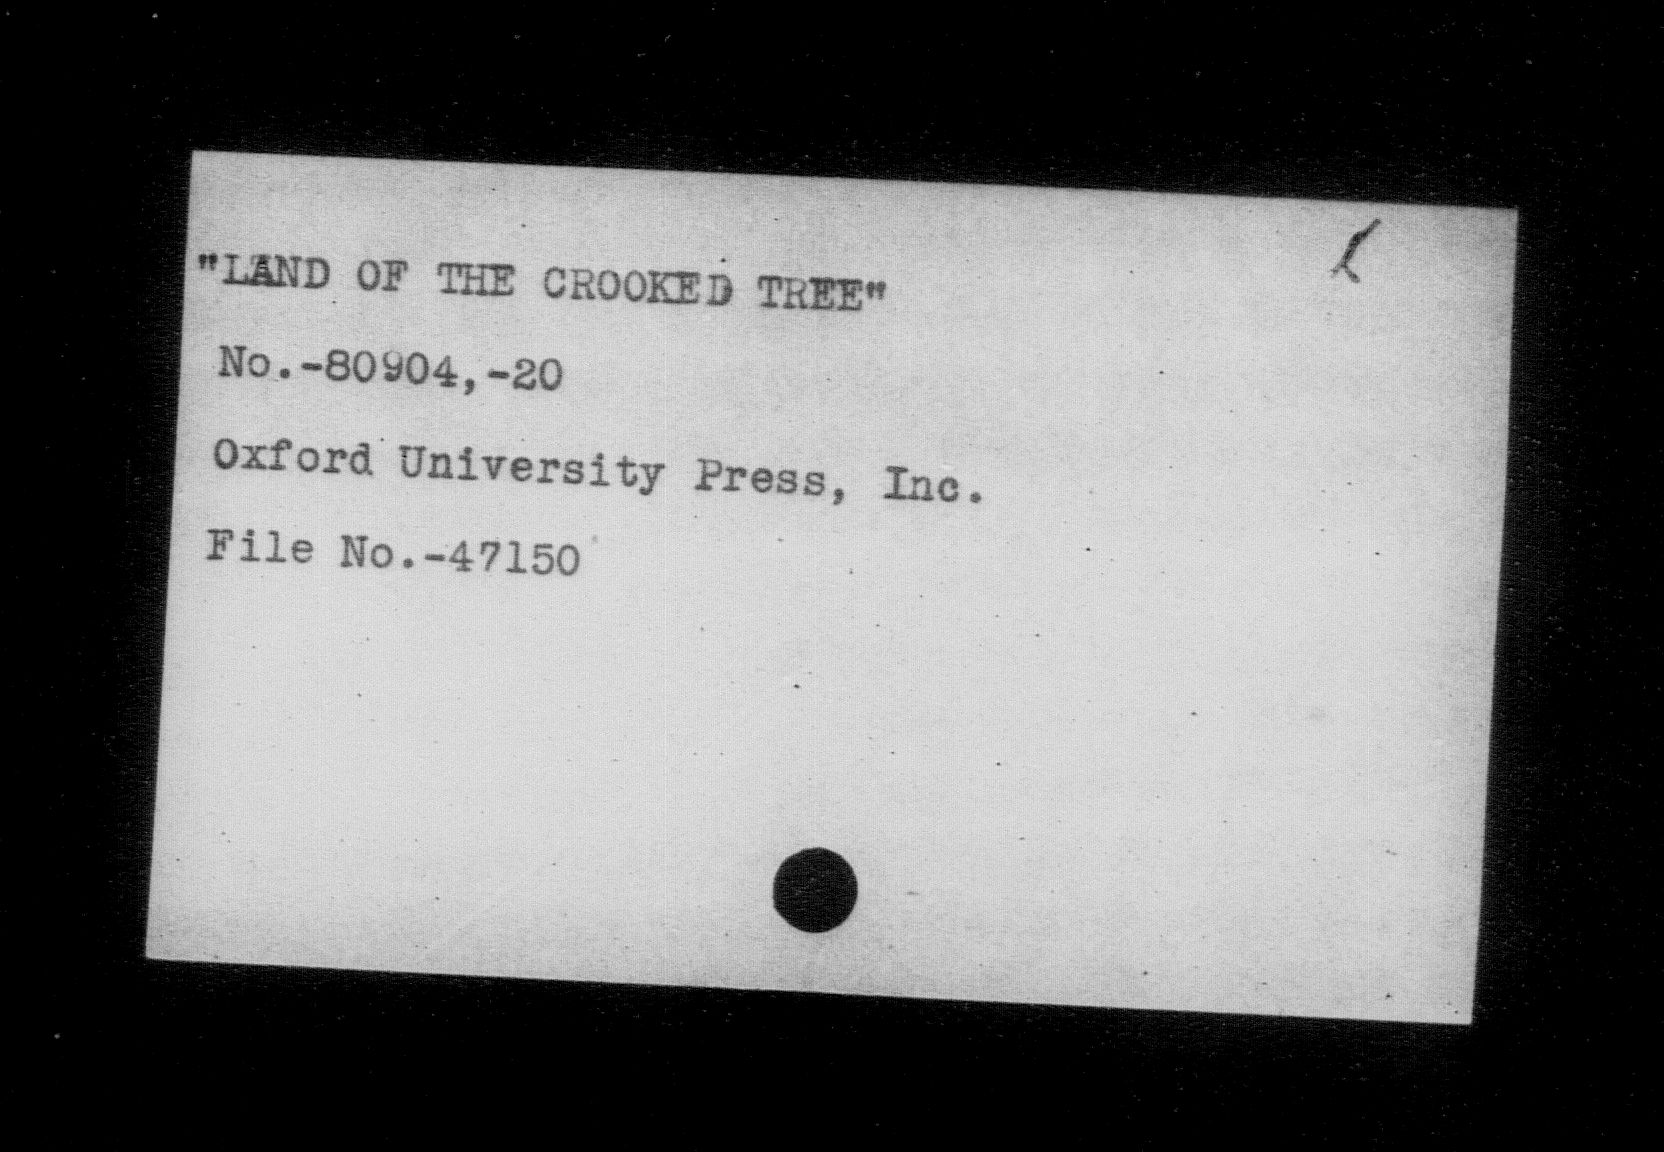 "LAND OF THE CROOKED TREE"
No.-80904,-20
Oxford University Press, Inc.
File No.-47150